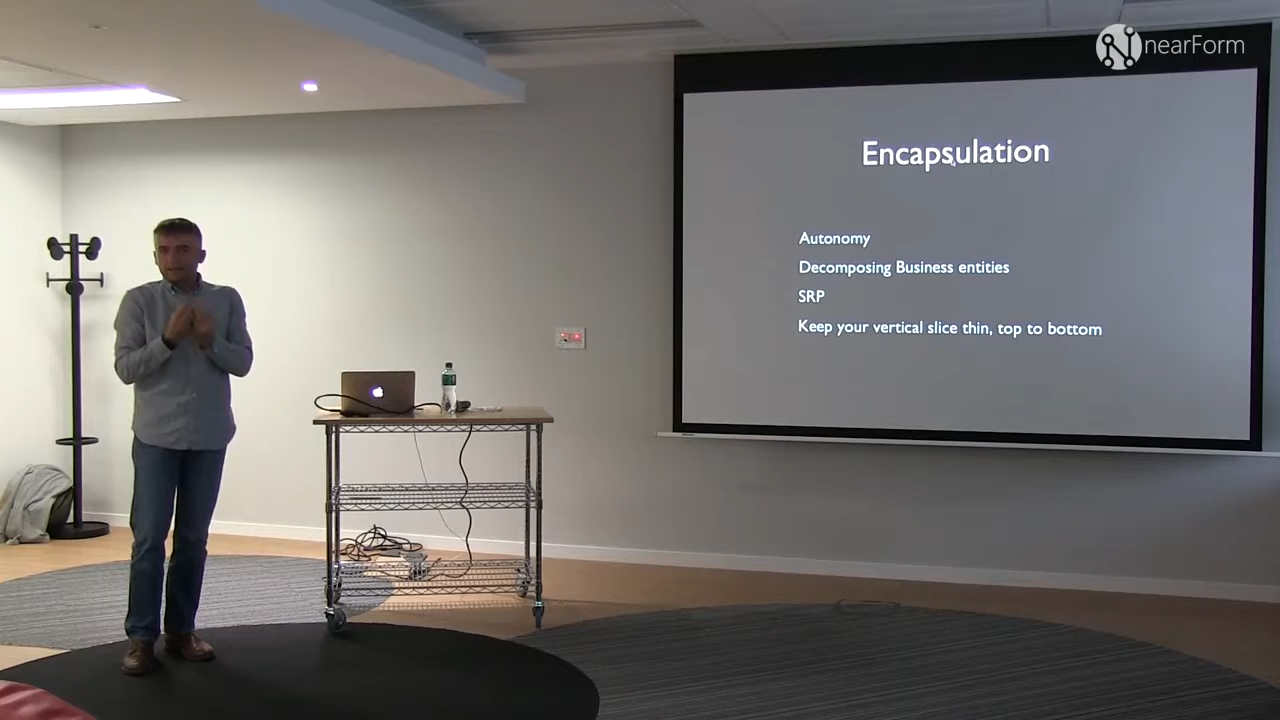 nearForm
Encapsulation
Autonomy
Decomposing Business entities
SRP
Keep your vertical slice thin, top to bottom